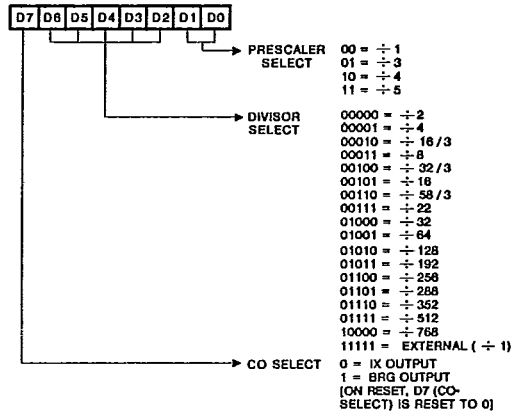 D7 D6 D5 D4 D3 D2 D1 D0
PRESCALER SELECT
00 = ÷ 1
01 = ÷ 3
10 = ÷ 4
11 = ÷ 5
DIVISOR SELECT
00000 = ÷ 2
00001 = ÷ 4
00010 = ÷ 16/3
00011 = ÷ 8
00100 = ÷ 32/3
00101 = ÷ 16
00110 = ÷ 58/3
00111 = ÷ 22
01000 = ÷ 32
01001 = ÷ 64
01010 = ÷ 128
01011 = ÷ 192
01100 = ÷ 256
01101 = ÷ 288
01110 = ÷ 352
01111 = ÷ 512
10000 = ÷ 768
11111 = EXTERNAL ( ÷ 1)
CO SELECT
0 = IX OUTPUT
1 = BRG OUTPUT
[ON RESET, D7 (CO-
SELECT) IS RESET TO 0]